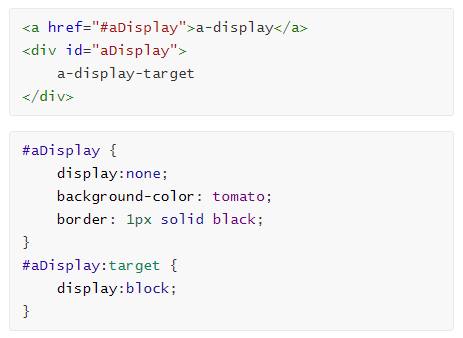 <a href="#aDisplay">a-display</a>
<div id="aDisplay">
    a-display-target
</div>
#aDisplay {
    display:none;
    background-color: tomato;
    border: 1px solid black;
}
#aDisplay:target {
    display:block;
}